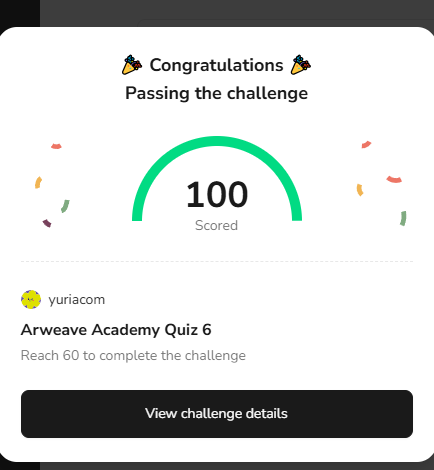 🎉 Congratulations 🎉
Passing the challenge
100
Scored
yuriacom
Arweave Academy Quiz 6
Reach 60 to complete the challenge
View challenge details